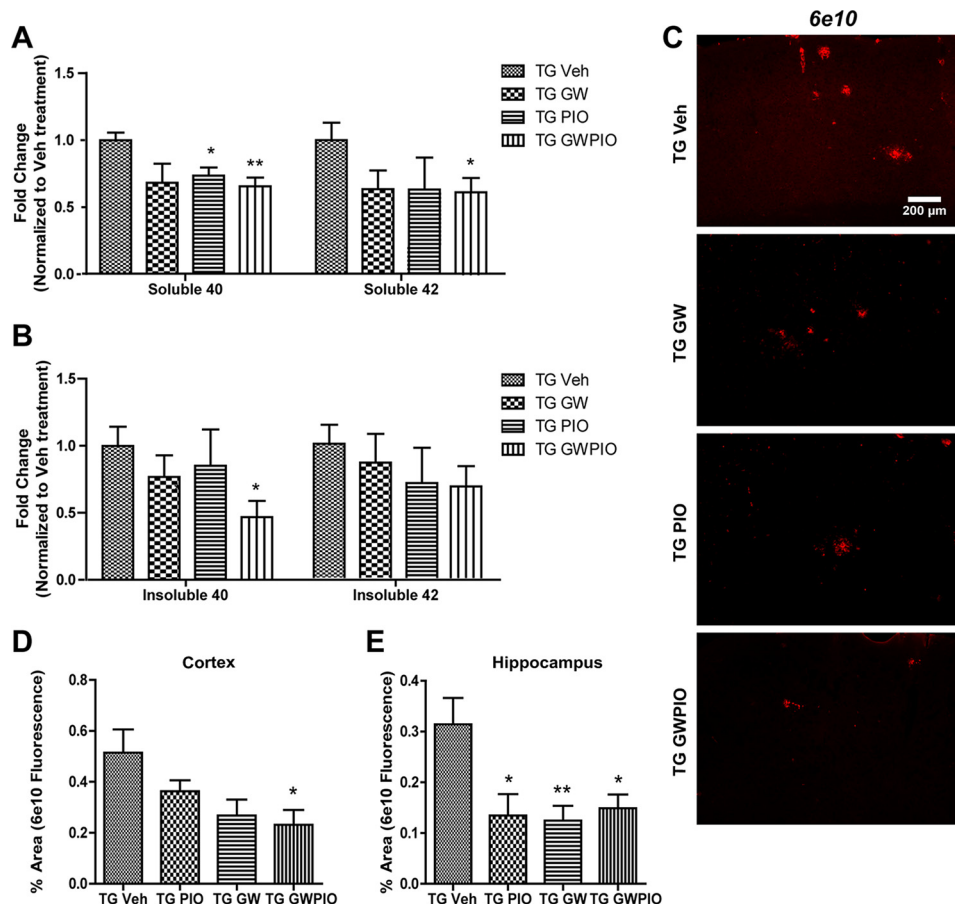 A
Fold Change
(Normalized to Veh treatment)
1.5
1.0
0.5
0.0
*
**
*
Soluble 40
Soluble 42
TG Veh
TG GW
TG PIO
TG GWPIO
B
Fold Change
(Normalized to Veh treatment)
1.5
1.0
0.5
0.0
*
Insoluble 40
Insoluble 42
TG Veh
TG GW
TG PIO
TG GWPIO
C
6e10
TG Veh
200 µm
TG GW
TG PIO
TG GWPIO
D
Cortex
% Area (6e10 Fluorescence)
0.8
0.6
0.4
0.2
0.0
*
TG Veh
TG PIO
TG GW
TG GWPIO
E
Hippocampus
% Area (6e10 Fluorescence)
0.4
0.3
0.2
0.1
0.0
*
**
*
TG Veh
TG PIO
TG GW
TG GWPIO